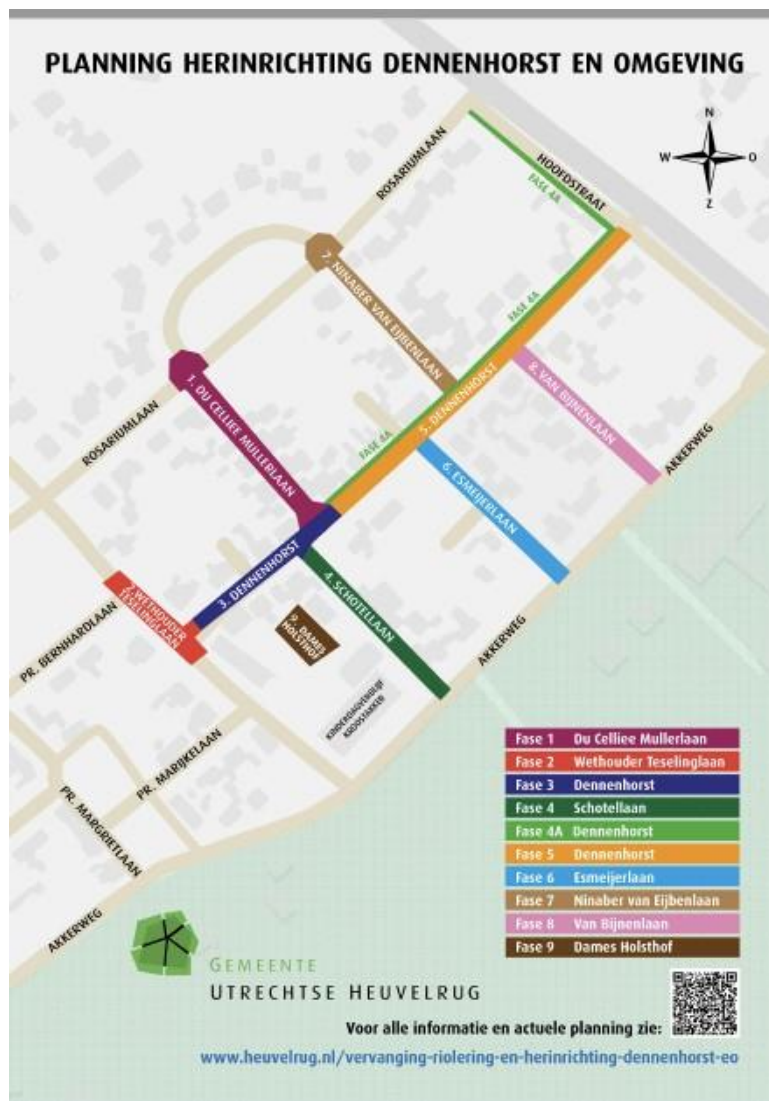 PLANNING HERINRICHTING DENNENHORST EN OMGEVING
N
W
O
Z
ROSARIUMLAAN
HOOFDSTRAAT
FASE 4A
7. NINABER VAN EIJBENLAAN
FASE 4A
1. DU CELLIEE MULLERLAAN
5. DENNENHORST
8. VAN BIJNENLAAN
ROSARIUMLAAN
FASE 4A
AKKERWEG
6. ESMEIJERLAAN
3. DENNENHORST
2. WETHOUDER
TESELINGLAAN
4. SCHOTELLAAN
9. DAMES
HOLSTHOF
PR. BERNHARDLAAN
AKKERWEG
KINDERDAGVERBLIJF
PR. MARIJKELAAN
PR. MARGRIETLAAN
AKKERWEG
Fase 1 Du Celliee Mullerlaan
Fase 2 Wethouder Teselinglaan
Fase 3 Dennenhorst
Fase 4 Schotellaan
Fase 4A Dennenhorst
Fase 5 Dennenhorst
Fase 6 Esmeijerlaan
Fase 7 Ninaber van Eijbenlaan
Fase 8 Van Bijnenlaan
Fase 9 Dames Holsthof
GEMEENTE
UTRECHTSE HEUVELRUG
Voor alle informatie en actuele planning zie:
www.heuvelrug.nl/vervanging-riolering-en-herinrichting-dennenhorst-eo